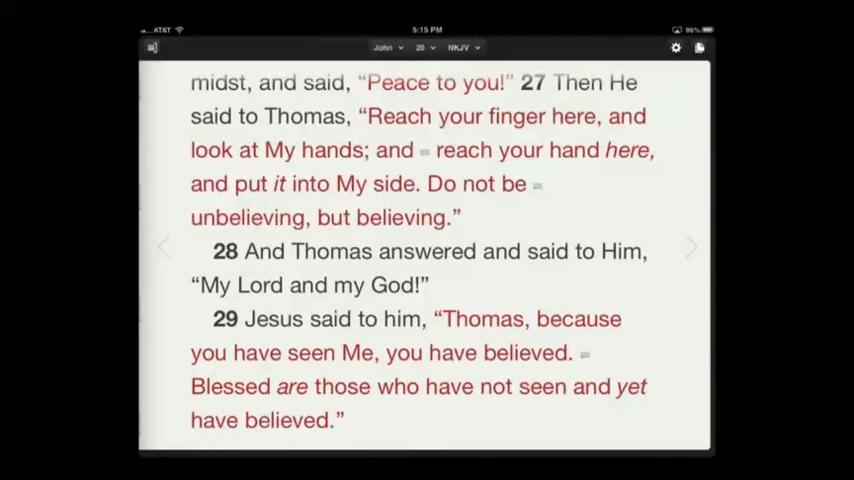 AT&T 5:15 PM 96%
John 20 NKJV
midst, and said, “Peace to you!” 27 Then He
said to Thomas, “Reach your finger here, and
look at My hands; and reach your hand here,
and put it into My side. Do not be
unbelieving, but believing.”
28 And Thomas answered and said to Him,
“My Lord and my God!”
29 Jesus said to him, “Thomas, because
you have seen Me, you have believed.
Blessed are those who have not seen and yet
have believed.”